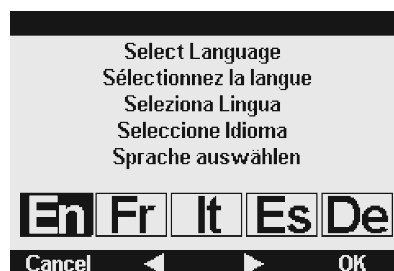 Select Language
Sélectionnez la langue
Seleziona Lingua
Seleccione Idioma
Sprache auswählen
En Fr It Es De
Cancel ◀ ▶ OK